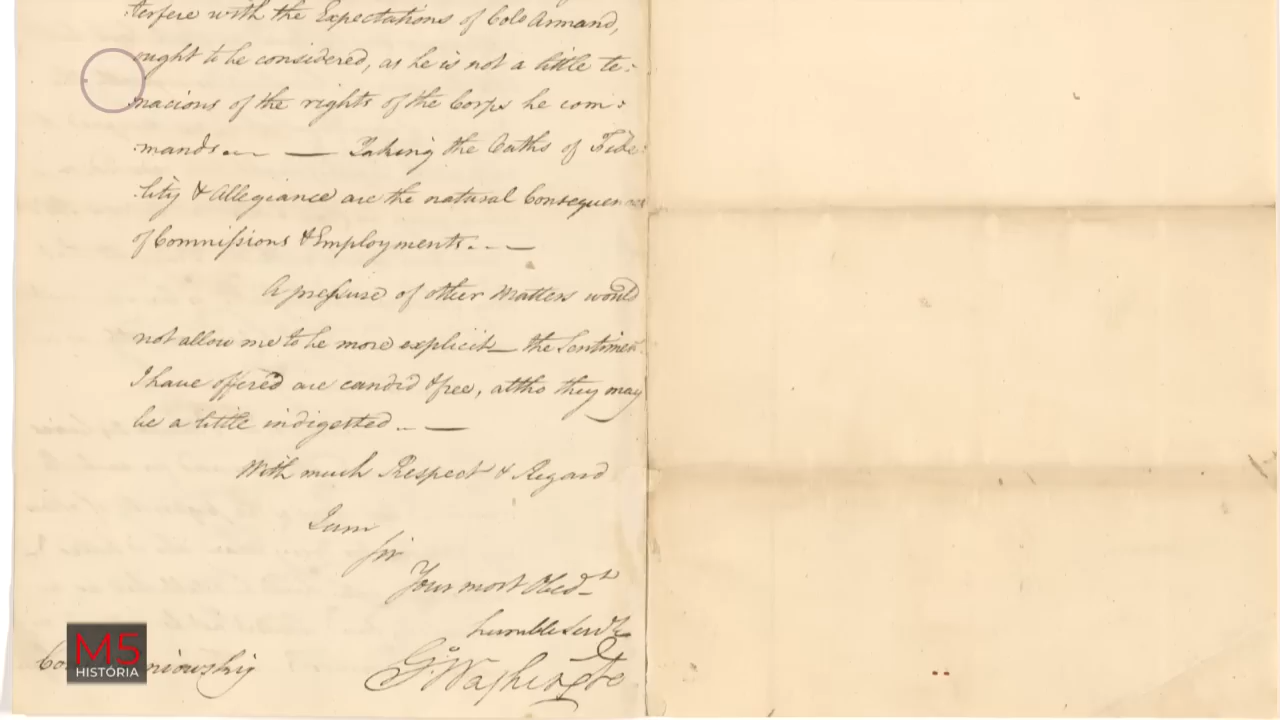 terfere with the Expectations of Colo Armand,
ought to be considered, as he is not a little te:
:nacious of the rights of the Corps he com:
:mands.— — Taking the Oaths of Fide:
:lity & Allegiance are the natural Consequences
of Commissions & Employments.—
A pressure of other Matters would
not allow me to be more explicit— the Sentiments
I have offered are candid & free, altho they may
be a little indigested.—
With much Respect & Regard
I am
Sir
Your most Obedt
humble Servt
Go Washington
M5
HISTÓRIA